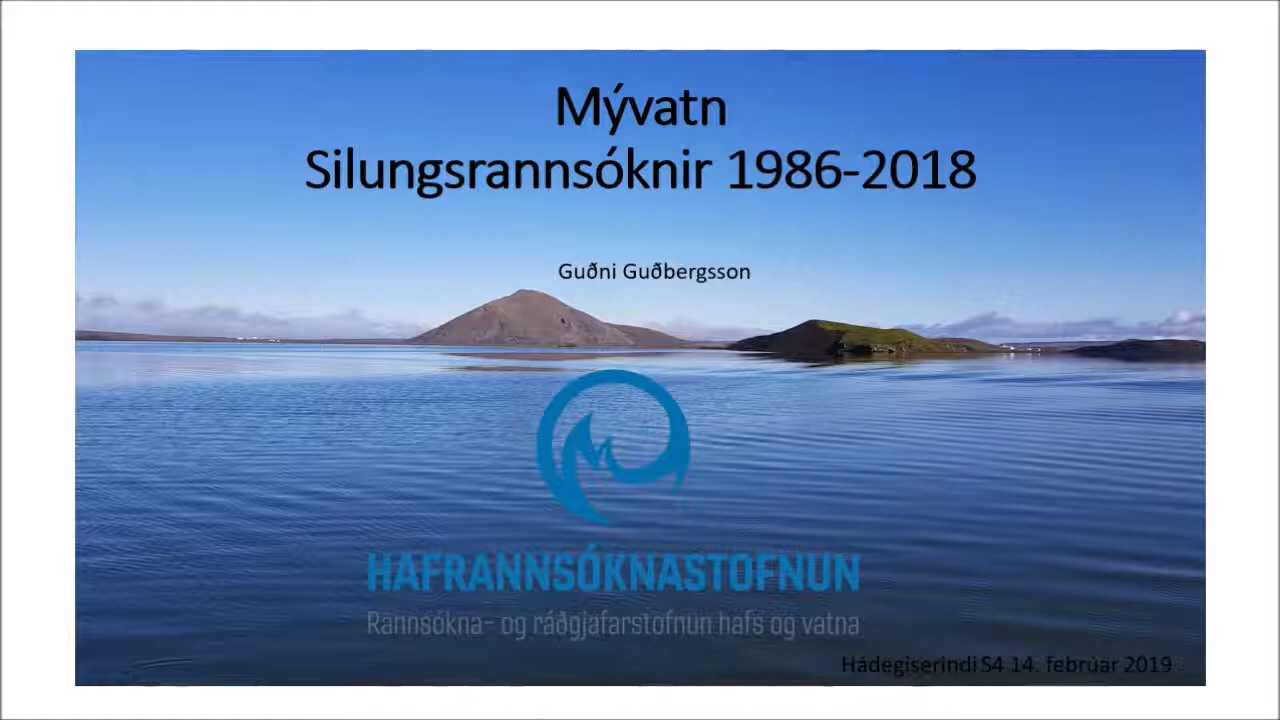 Mývatn
Silungsrannsóknir 1986-2018
Guðni Guðbergsson
HAFRANNSÓKNASTOFNUN
Rannsókna- og ráðgjafarstofnun hafs og vatna
Hádegiserindi S4 14. febrúar 2019